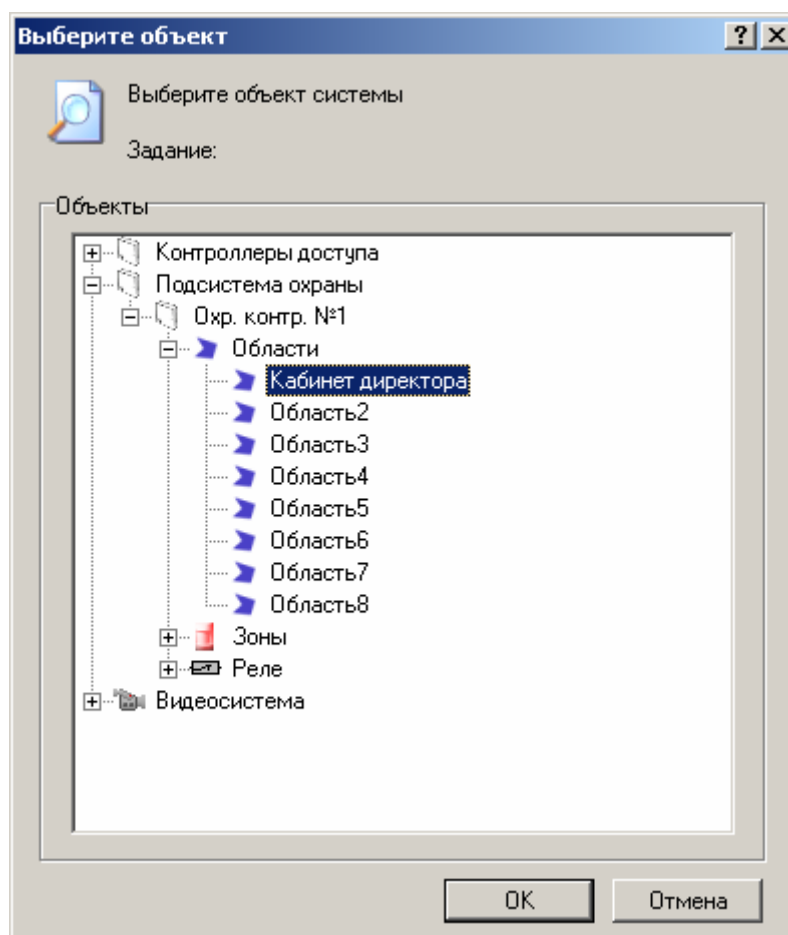 Выберите объект
Выберите объект системы
Задание:
Объекты
Контроллеры доступа
Подсистема охраны
Охр. контр. №1
Области
Кабинет директора
Область2
Область3
Область4
Область5
Область6
Область7
Область8
Зоны
Реле
Видеосистема
OK
Отмена